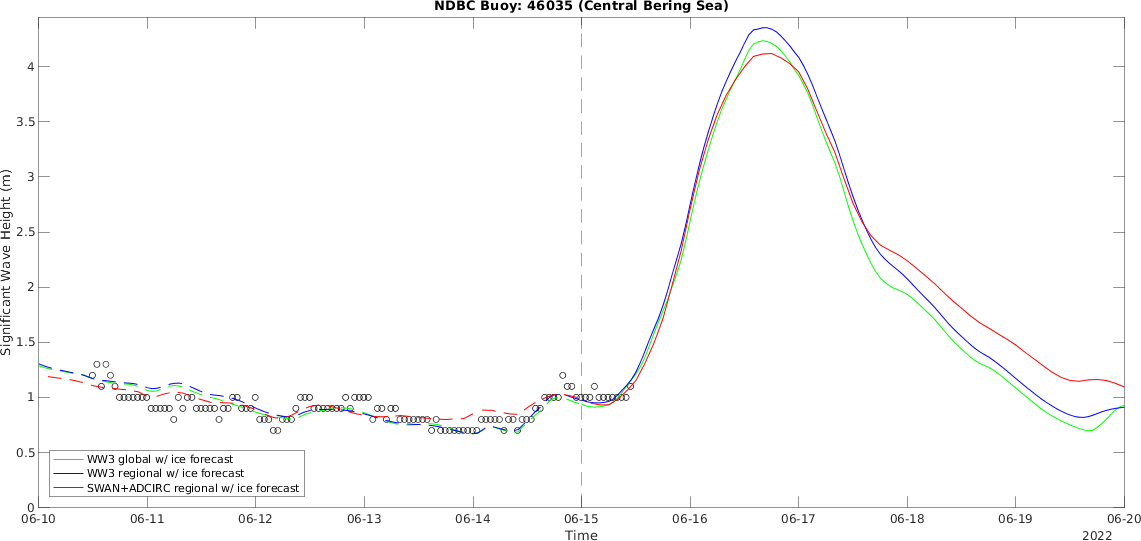 NDBC Buoy: 46035 (Central Bering Sea)
Significant Wave Height (m)
4
3.5
3
2.5
2
1.5
1
0.5
0
WW3 global w/ ice forecast
WW3 regional w/ ice forecast
SWAN+ADCIRC regional w/ ice forecast
06-10 06-11 06-12 06-13 06-14 06-15 06-16 06-17 06-18 06-19 06-20
Time
2022